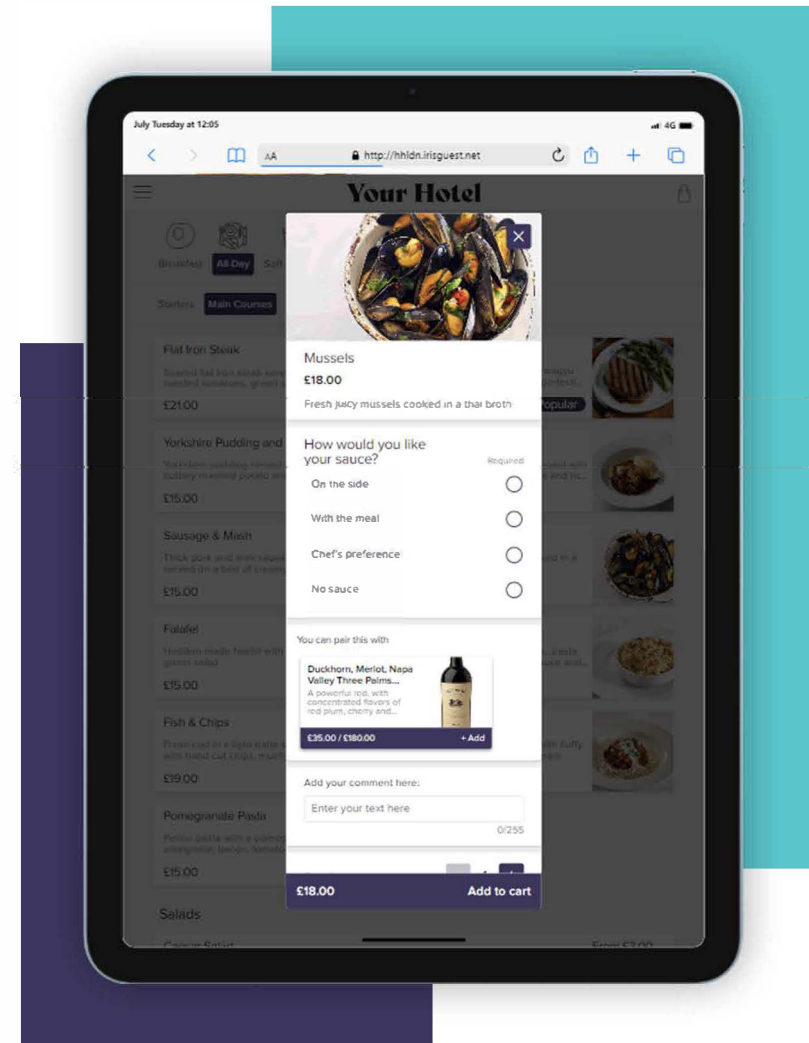 July Tuesday at 12:05
4G
AA
http://hhldn.irisguest.net
Your Hotel
Breakfast
All-Day
Soft
Starters
Main Courses
Flat Iron Steak
£21.00
Popular
Yorkshire Pudding and
£15.00
Sausage & Mash
£15.00
Falafel
£15.00
Fish & Chips
£19.00
Pomegranate Pasta
£15.00
Salads
Caesar Salad
From £7.00
Mussels
£18.00
Fresh juicy mussels cooked in a thai broth
How would you like
your sauce?
Required
On the side
With the meal
Chef's preference
No sauce
You can pair this with
Duckhorn, Merlot, Napa
Valley Three Palms...
A powerful red, with
concentrated flavors of
red plum, cherry and...
£35.00 / £180.00
+ Add
Add your comment here:
Enter your text here
0/255
£18.00
Add to cart